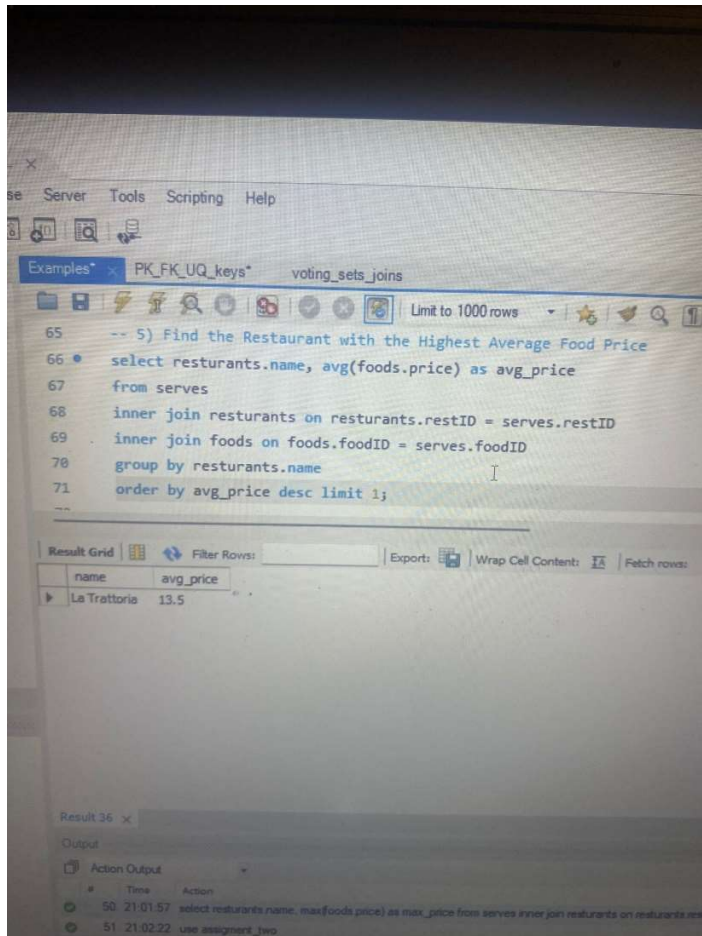 se Server Tools Scripting Help
Examples* PK_FK_UQ_keys* voting_sets_joins
Limit to 1000 rows
65 -- 5) Find the Restaurant with the Highest Average Food Price
66 select resturants.name, avg(foods.price) as avg_price
67 from serves
68 inner join resturants on resturants.restID = serves.restID
69 inner join foods on foods.foodID = serves.foodID
70 group by resturants.name
71 order by avg_price desc limit 1;
Result Grid Filter Rows: Export: Wrap Cell Content: IA Fetch rows:
name avg_price
La Trattoria 13.5
Result 36
Output
Action Output
# Time Action
50 21:01:57 select resturants.name, max(foods.price) as max_price from serves inner join resturants on resturants.res
51 21:02:22 use assigment_two